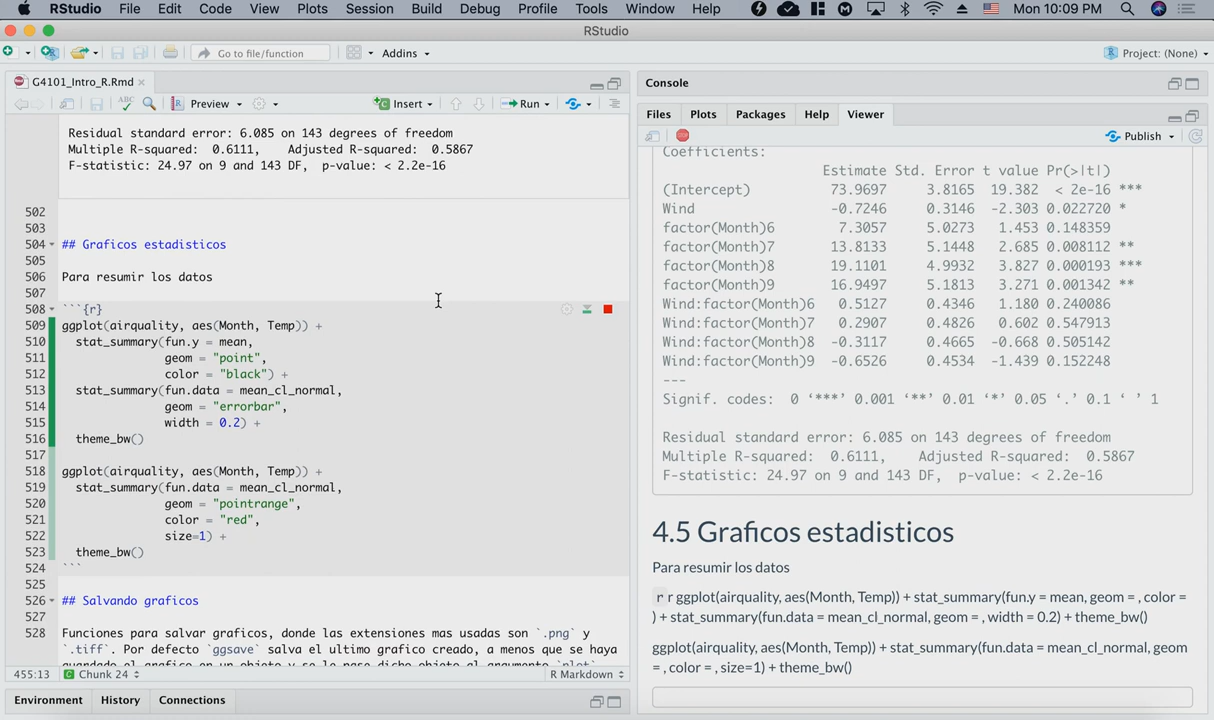 RStudio File Edit Code View Plots Session Build Debug Profile Tools Window Help Mon 10:09 PM
RStudio
Go to file/function Addins Project: (None)
G4101_Intro_R.Rmd
Preview Insert Run
Residual standard error: 6.085 on 143 degrees of freedom
Multiple R-squared: 0.6111, Adjusted R-squared: 0.5867
F-statistic: 24.97 on 9 and 143 DF, p-value: < 2.2e-16
502
503
504 ## Graficos estadisticos
505
506 Para resumir los datos
507
508 ```{r}
509 ggplot(airquality, aes(Month, Temp)) +
510 stat_summary(fun.y = mean,
511 geom = "point",
512 color = "black") +
513 stat_summary(fun.data = mean_cl_normal,
514 geom = "errorbar",
515 width = 0.2) +
516 theme_bw()
517
518 ggplot(airquality, aes(Month, Temp)) +
519 stat_summary(fun.data = mean_cl_normal,
520 geom = "pointrange",
521 color = "red",
522 size=1) +
523 theme_bw()
524 ```
525
526 ## Salvando graficos
527
528 Funciones para salvar graficos, donde las extensiones mas usadas son `.png` y
`.tiff`. Por defecto `ggsave` salva el ultimo grafico creado, a menos que se haya
guardado el grafico en un objeto y se le pase dicho objeto al argumento `plot`.
455:13 Chunk 24 R Markdown
Environment History Connections
Console
Files Plots Packages Help Viewer
Publish
Coefficients:
Estimate Std. Error t value Pr(>|t|)
(Intercept) 73.9697 3.8165 19.382 < 2e-16 ***
Wind -0.7246 0.3146 -2.303 0.022720 *
factor(Month)6 7.3057 5.0273 1.453 0.148359
factor(Month)7 13.8133 5.1448 2.685 0.008112 **
factor(Month)8 19.1101 4.9932 3.827 0.000193 ***
factor(Month)9 16.9497 5.1813 3.271 0.001342 **
Wind:factor(Month)6 0.5127 0.4346 1.180 0.240086
Wind:factor(Month)7 0.2907 0.4826 0.602 0.547913
Wind:factor(Month)8 -0.3117 0.4665 -0.668 0.505142
Wind:factor(Month)9 -0.6526 0.4534 -1.439 0.152248
---
Signif. codes: 0 ‘***’ 0.001 ‘**’ 0.01 ‘*’ 0.05 ‘.’ 0.1 ‘ ’ 1
Residual standard error: 6.085 on 143 degrees of freedom
Multiple R-squared: 0.6111, Adjusted R-squared: 0.5867
F-statistic: 24.97 on 9 and 143 DF, p-value: < 2.2e-16
4.5 Graficos estadisticos
Para resumir los datos
r r ggplot(airquality, aes(Month, Temp)) + stat_summary(fun.y = mean, geom = , color =
) + stat_summary(fun.data = mean_cl_normal, geom = , width = 0.2) + theme_bw()
ggplot(airquality, aes(Month, Temp)) + stat_summary(fun.data = mean_cl_normal, geom
= , color = , size=1) + theme_bw()